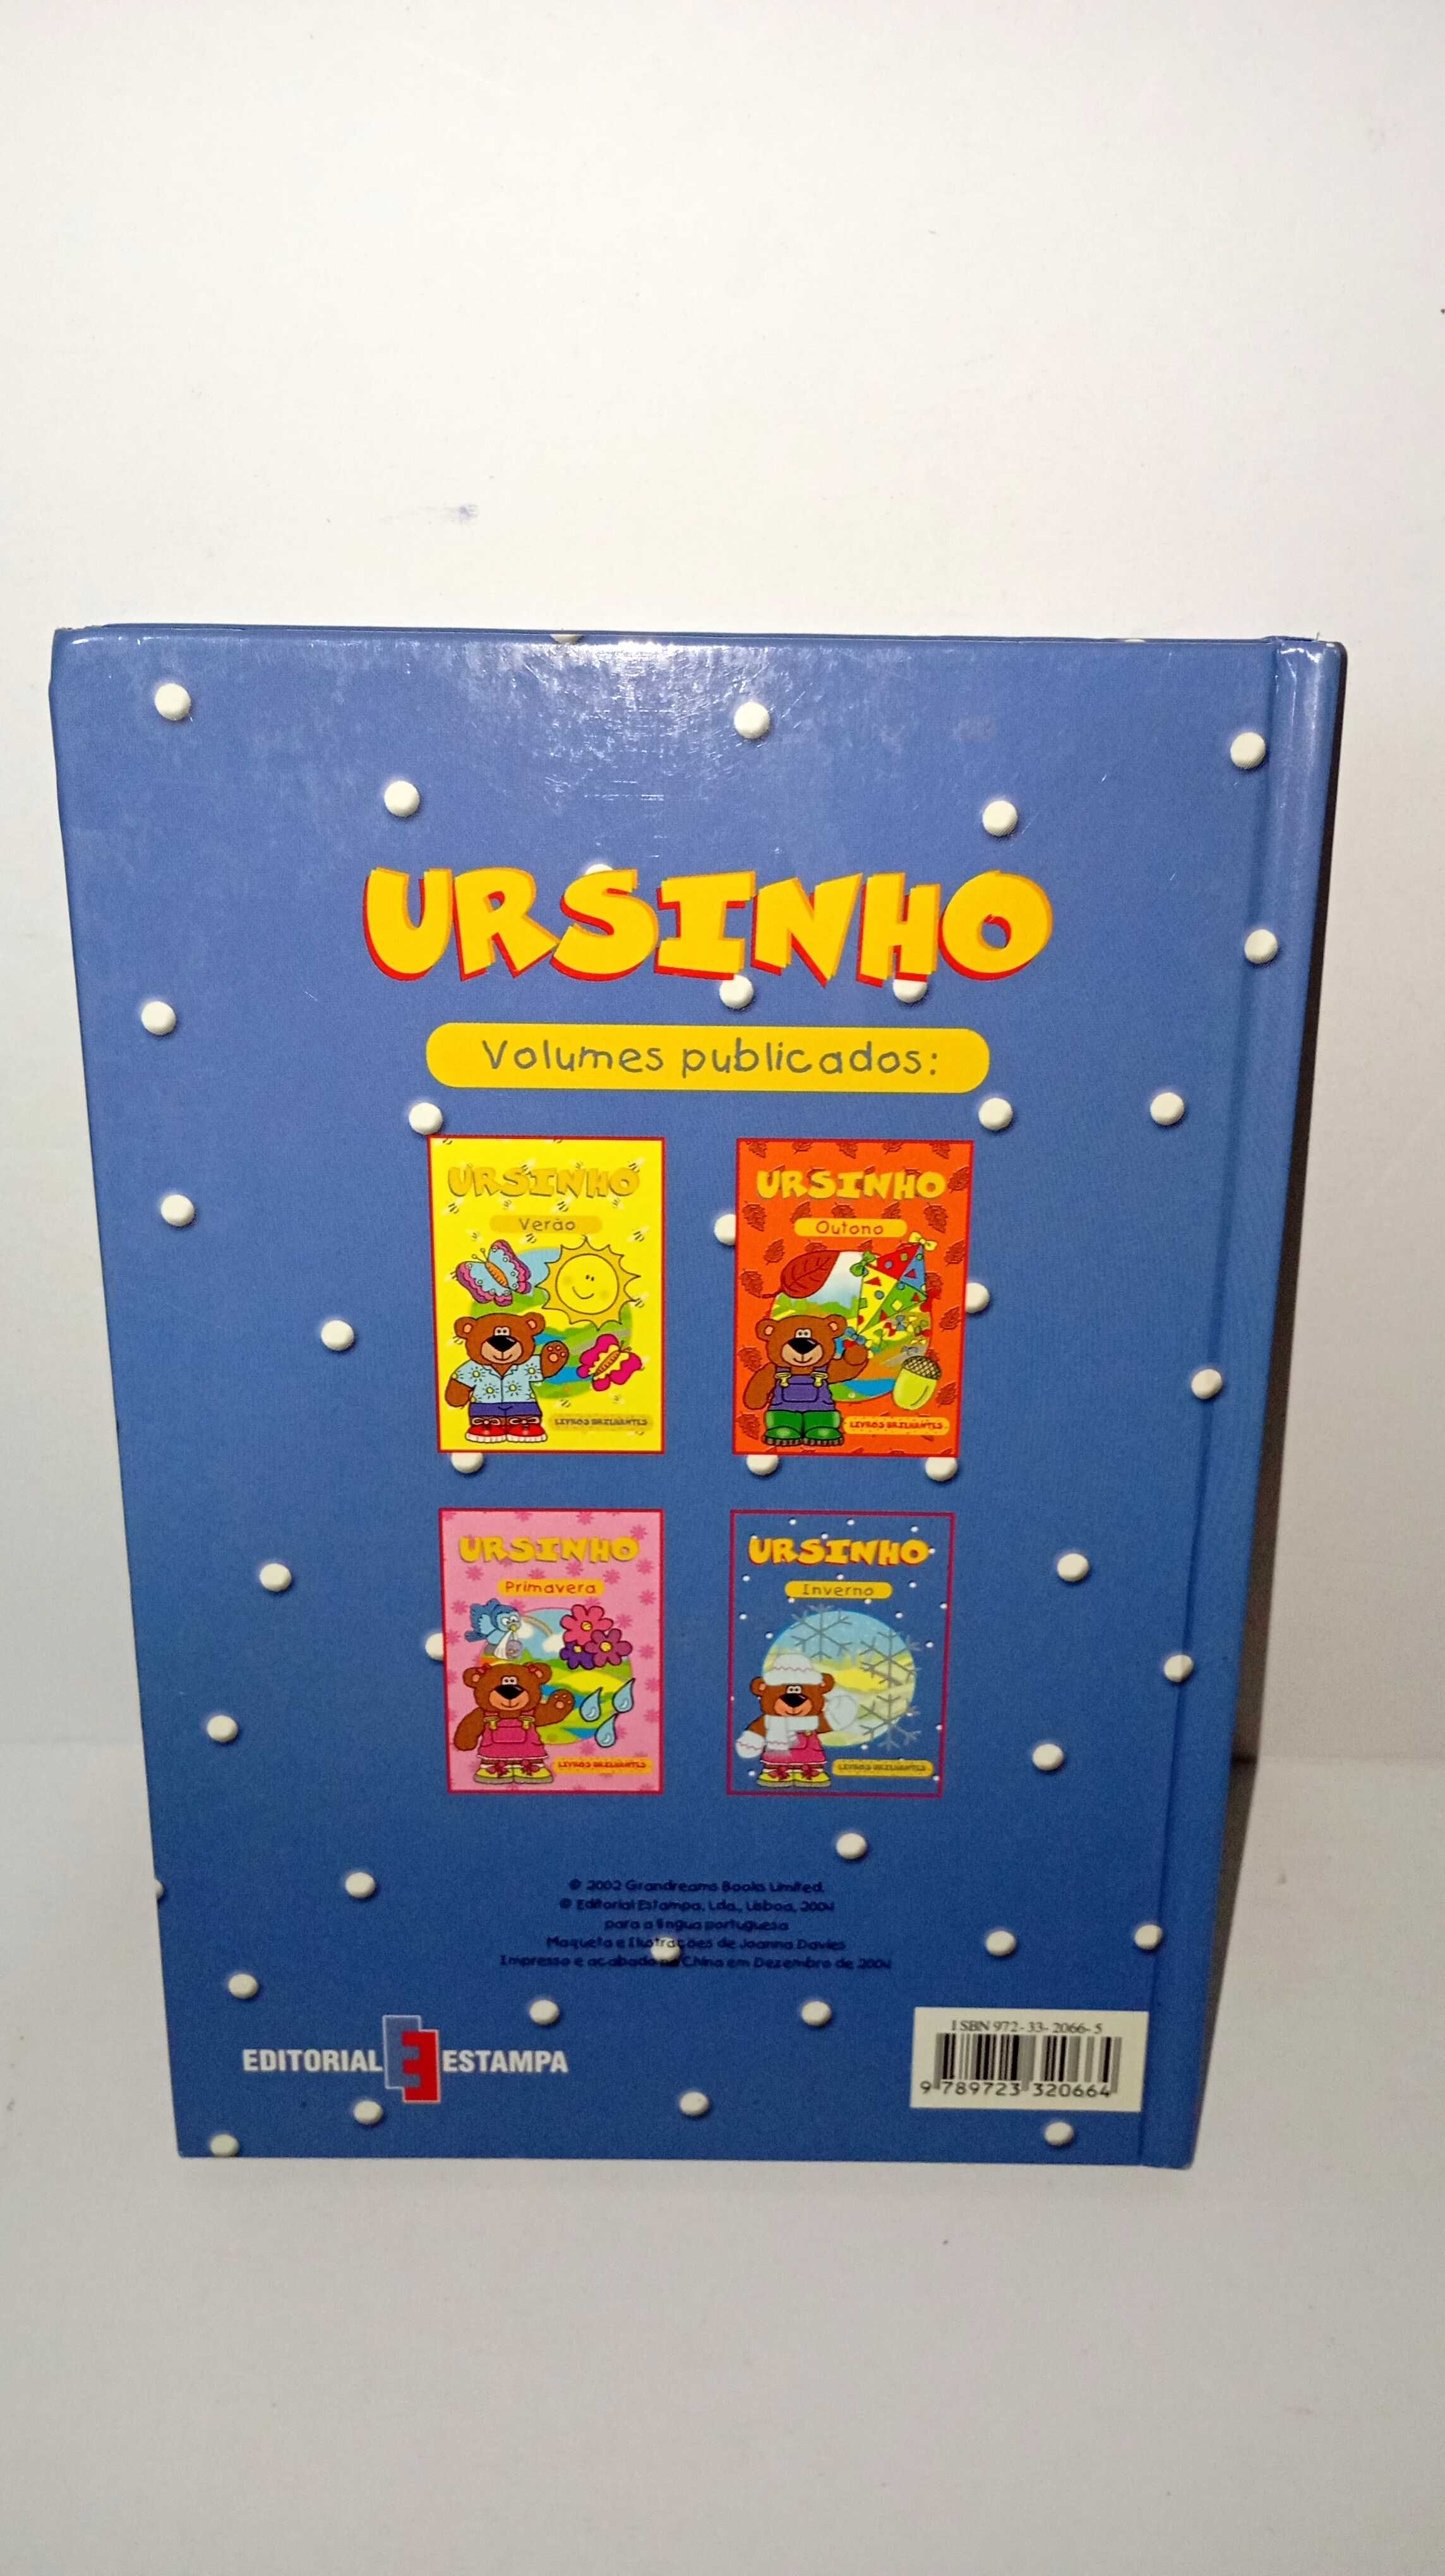 URSINHO
Volumes publicados:
URSINHO
Verão
LIVROS BRILHANTES
URSINHO
Outono
LIVROS BRILHANTES
URSINHO
Primavera
LIVROS BRILHANTES
URSINHO
Inverno
LIVROS BRILHANTES
© 2002 Grandreams Books Limited.
© Editorial Estampa, Lda., Lisboa, 2004
para a língua portuguesa
Maqueta e Ilustrações de Joanna Davies
Impresso e acabado na China em Dezembro de 2004
EDITORIAL EE ESTAMPA
ISBN 972-33-2066-5
9 789723 320664